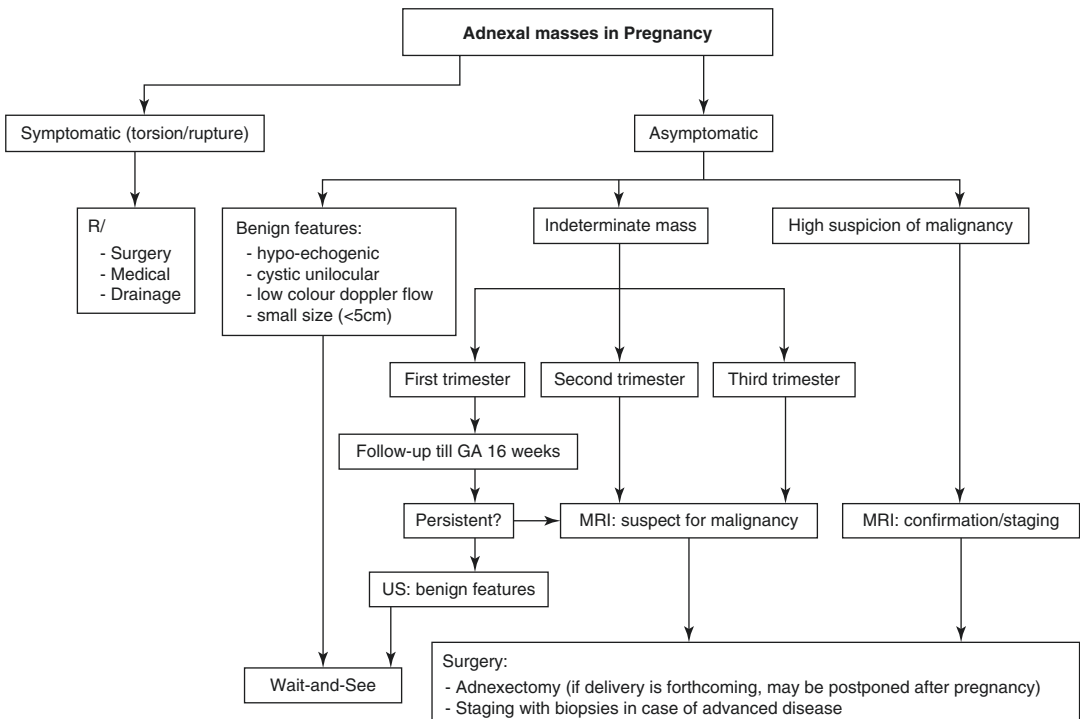 Adnexal masses in Pregnancy
Symptomatic (torsion/rupture)
Asymptomatic
R/
- Surgery
- Medical
- Drainage
Benign features:
- hypo-echogenic
- cystic unilocular
- low colour doppler flow
- small size (<5cm)
Indeterminate mass
High suspicion of malignancy
First trimester
Second trimester
Third trimester
Follow-up till GA 16 weeks
Persistent?
MRI: suspect for malignancy
MRI: confirmation/staging
US: benign features
Wait-and-See
Surgery:
- Adnexectomy (if delivery is forthcoming, may be postponed after pregnancy)
- Staging with biopsies in case of advanced disease